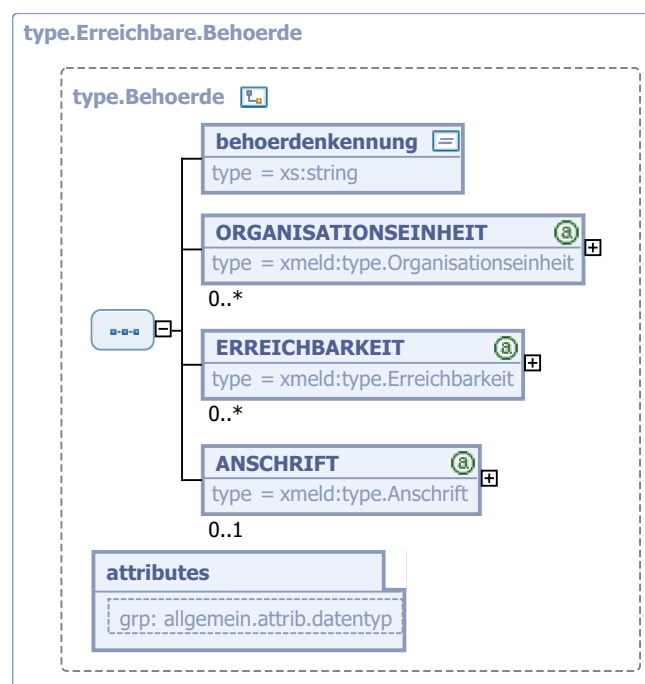 type.Erreichbare.Behoerde
type.Behoerde
behoerdenkennung
type = xs:string
ORGANISATIONSEINHEIT
type = xmeld:type.Organisationseinheit
0..*
ERREICHBARKEIT
type = xmeld:type.Erreichbarkeit
0..*
ANSCHRIFT
type = xmeld:type.Anschrift
0..1
attributes
grp: allgemein.attrib.datentyp